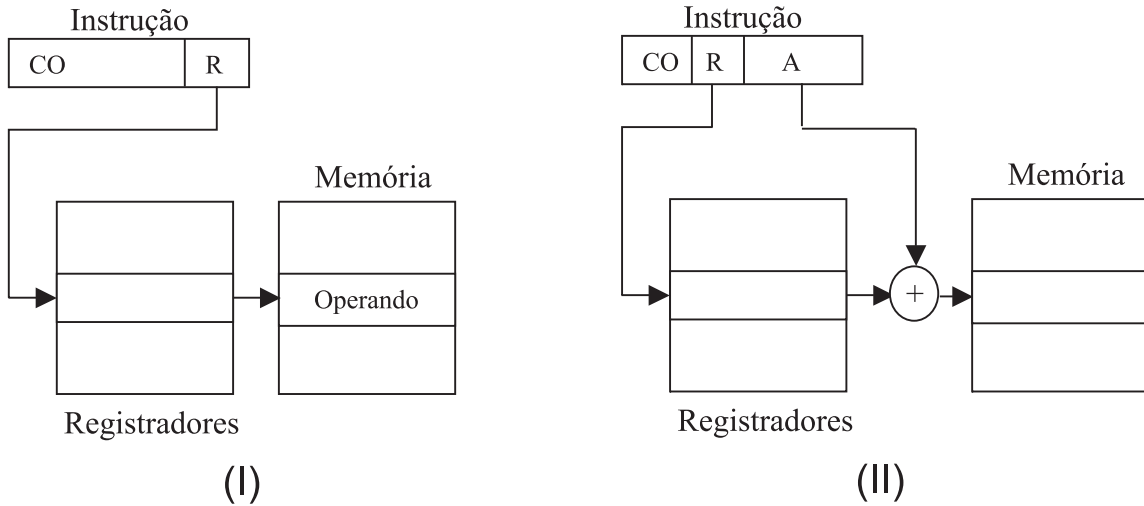 Instrução
CO R
Memória
Operando
Registradores
(I)
Instrução
CO R A
Memória
+
Registradores
(II)